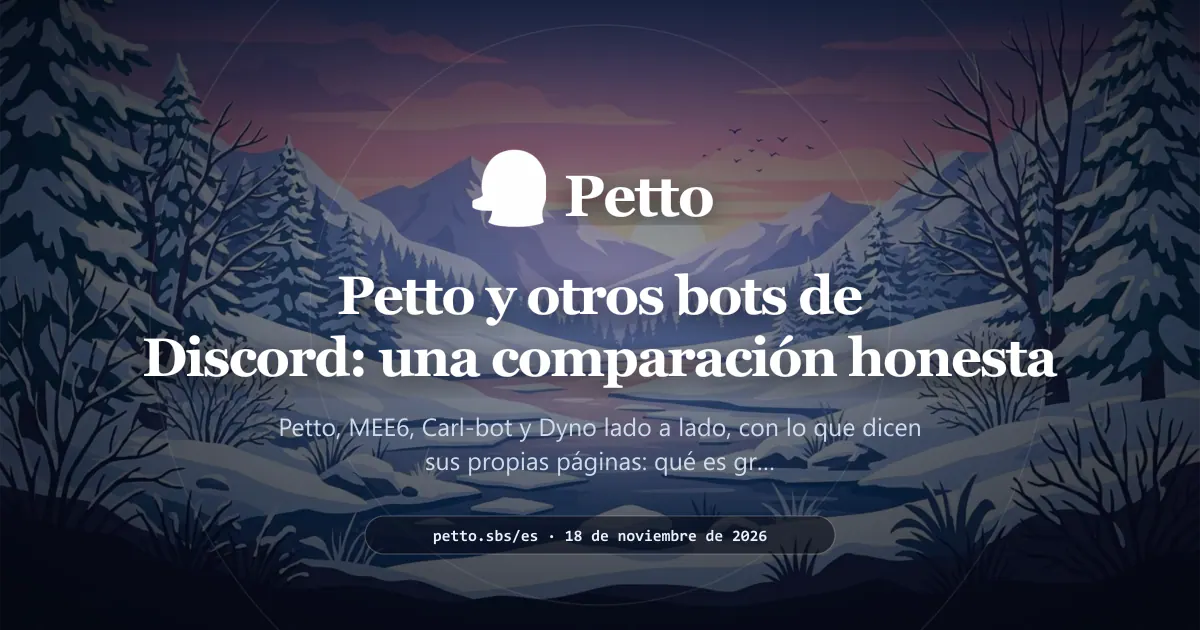 Petto
Petto y otros bots de
Discord: una comparación honesta
Petto, MEE6, Carl-bot y Dyno lado a lado, con lo que dicen
sus propias páginas: qué es gr...
petto.sbs/es · 18 de noviembre de 2026